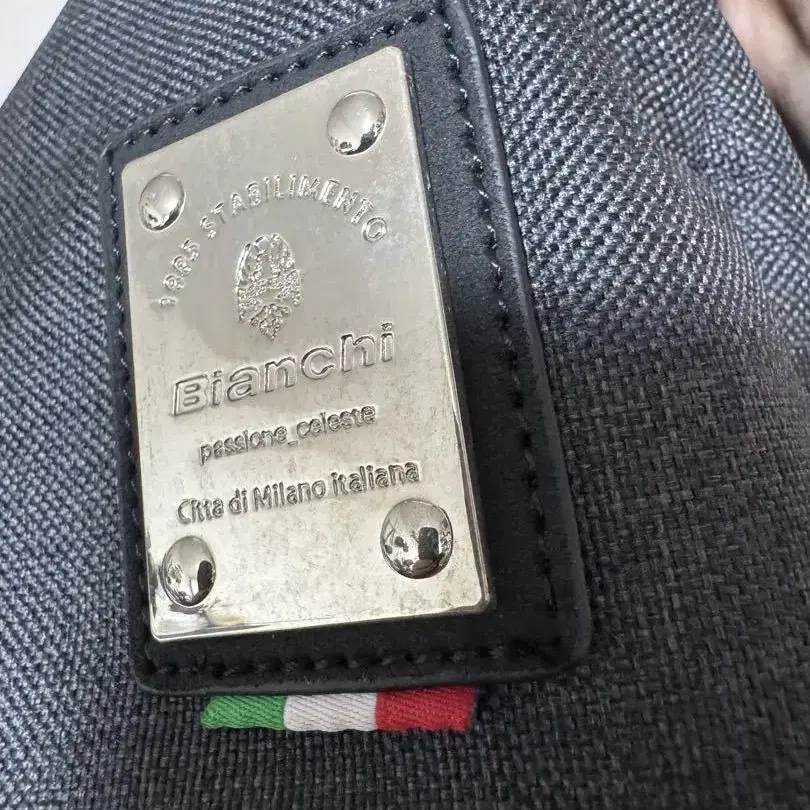 1885 STABILIMENTO
Bianchi
passione_celeste
Citta di Milano italiana